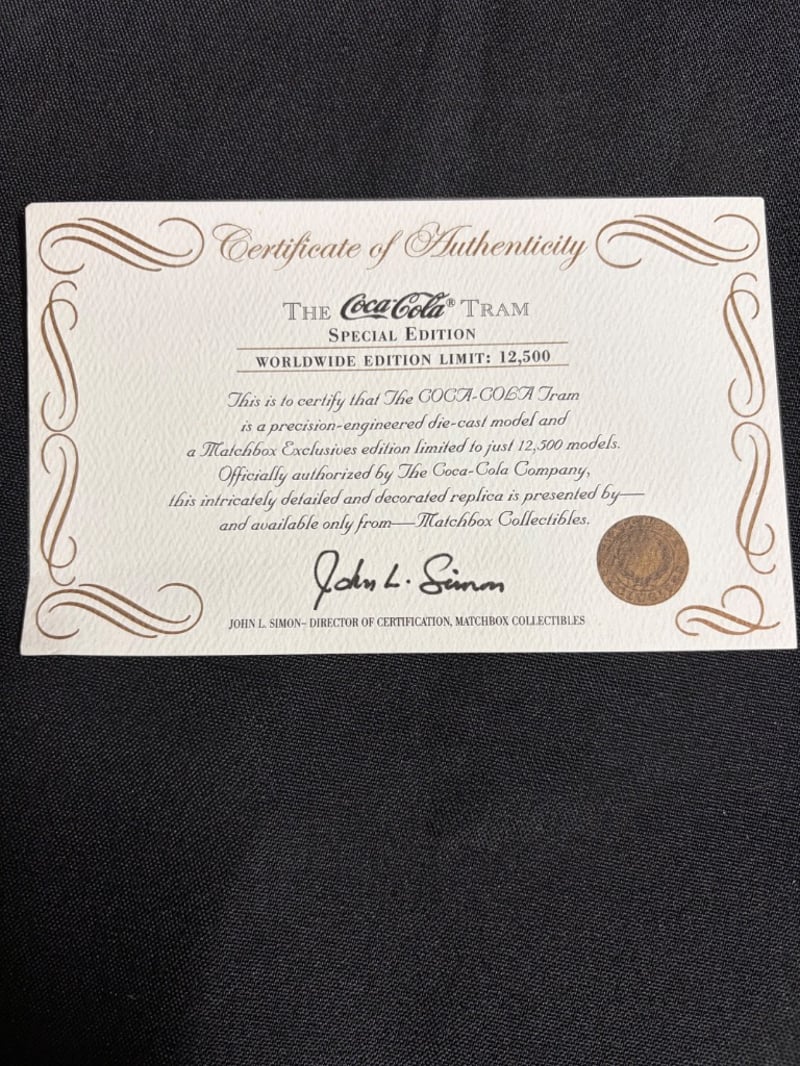 Certificate of Authenticity
THE Coca-Cola® TRAM
SPECIAL EDITION
WORLDWIDE EDITION LIMIT: 12,500
This is to certify that The COCA-COLA Tram
is a precision-engineered die-cast model and
a Matchbox Exclusives edition limited to just 12,500 models.
Officially authorized by The Coca-Cola Company,
this intricately detailed and decorated replica is presented by—
and available only from—Matchbox Collectibles.
John L. Simon
JOHN L. SIMON– DIRECTOR OF CERTIFICATION, MATCHBOX COLLECTIBLES